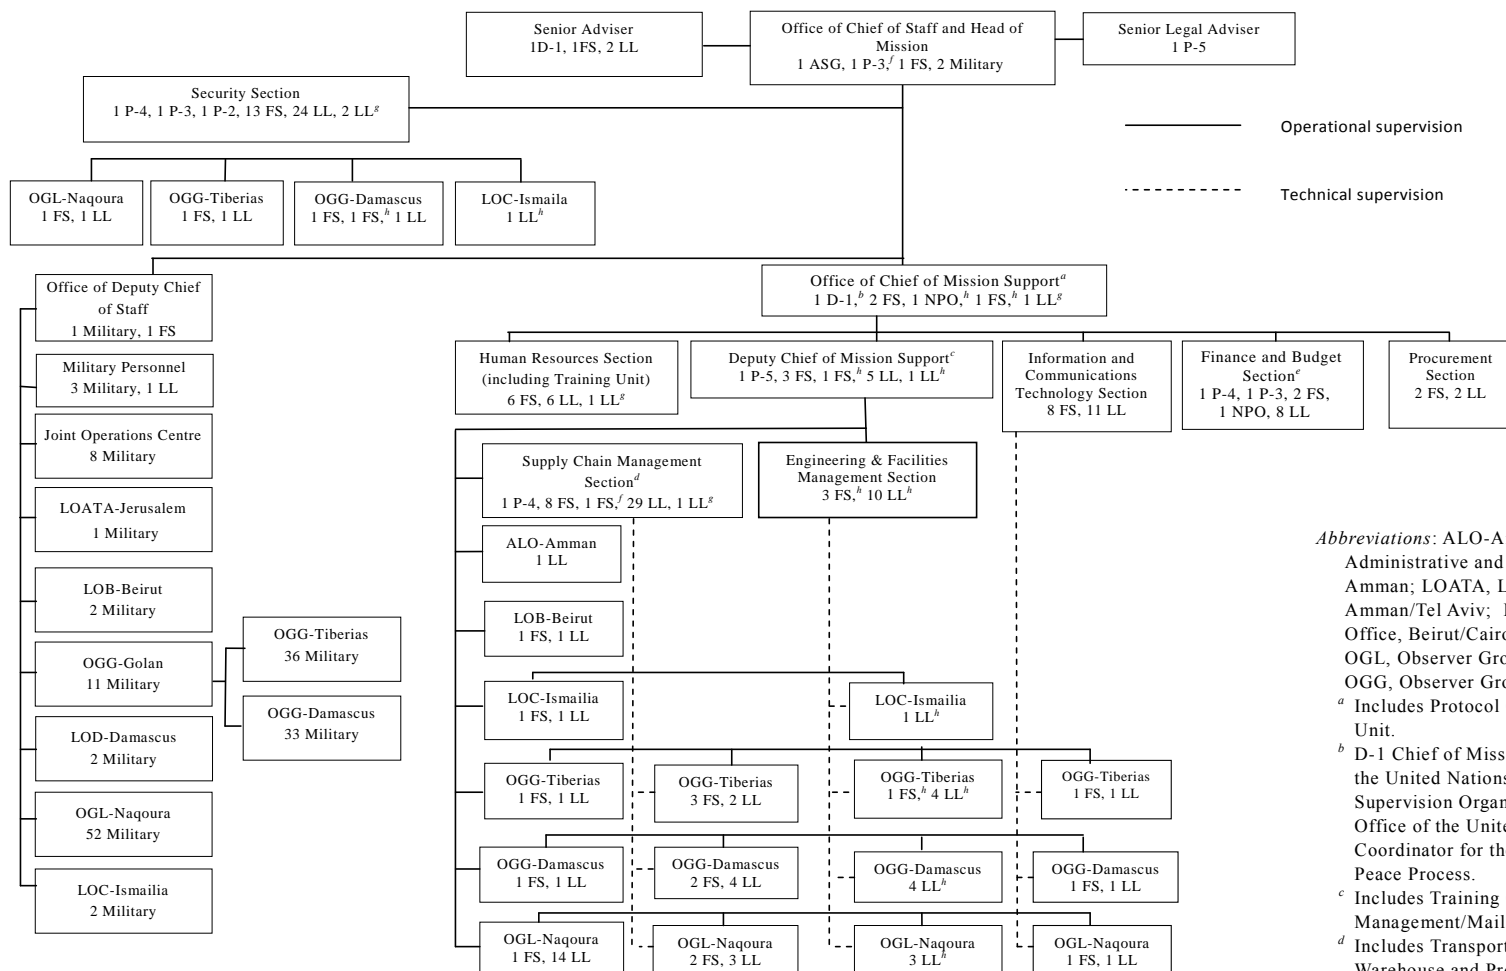 Senior Adviser
1D-1, 1FS, 2 LL
Office of Chief of Staff and Head of
Mission
1 ASG, 1 P-3,f 1 FS, 2 Military
Senior Legal Adviser
1 P-5
Security Section
1 P-4, 1 P-3, 1 P-2, 13 FS, 24 LL, 2 LLg
Operational supervision
Technical supervision
OGL-Naqoura
1 FS, 1 LL
OGG-Tiberias
1 FS, 1 LL
OGG-Damascus
1 FS, 1 FS,h 1 LL
LOC-Ismaila
1 LLh
Office of Deputy Chief
of Staff
1 Military, 1 FS
Military Personnel
3 Military, 1 LL
Joint Operations Centre
8 Military
LOATA-Jerusalem
1 Military
LOB-Beirut
2 Military
OGG-Golan
11 Military
OGG-Tiberias
36 Military
OGG-Damascus
33 Military
LOD-Damascus
2 Military
OGL-Naqoura
52 Military
LOC-Ismailia
2 Military
Office of Chief of Mission Supporta
1 D-1,b 2 FS, 1 NPO,h 1 FS,h 1 LLg
Human Resources Section
(including Training Unit)
6 FS, 6 LL, 1 LLg
Deputy Chief of Mission Supportc
1 P-5, 3 FS, 1 FS,h 5 LL, 1 LLh
Information and
Communications
Technology Section
8 FS, 11 LL
Finance and Budget
Sectione
1 P-4, 1 P-3, 2 FS,
1 NPO, 8 LL
Procurement
Section
2 FS, 2 LL
Supply Chain Management
Sectiond
1 P-4, 8 FS, 1 FS,f 29 LL, 1 LLg
Engineering & Facilities
Management Section
3 FS,h 10 LLh
ALO-Amman
1 LL
LOB-Beirut
1 FS, 1 LL
LOC-Ismailia
1 FS, 1 LL
LOC-Ismailia
1 LLh
OGG-Tiberias
1 FS, 1 LL
OGG-Tiberias
3 FS, 2 LL
OGG-Tiberias
1 FS,h 4 LLh
OGG-Tiberias
1 FS, 1 LL
OGG-Damascus
1 FS, 1 LL
OGG-Damascus
2 FS, 4 LL
OGG-Damascus
4 LLh
OGG-Damascus
1 FS, 1 LL
OGL-Naqoura
1 FS, 14 LL
OGL-Naqoura
2 FS, 3 LL
OGL-Naqoura
3 LLh
OGL-Naqoura
1 FS, 1 LL
Abbreviations: ALO-A
Administrative and
Amman; LOATA, L
Amman/Tel Aviv;
Office, Beirut/Cairo
OGL, Observer Gro
OGG, Observer Gro
a Includes Protocol
Unit.
b D-1 Chief of Miss
the United Nations
Supervision Organ
Office of the Unite
Coordinator for the
Peace Process.
c Includes Training
Management/Mail
d Includes Transport
Warehouse and Pro